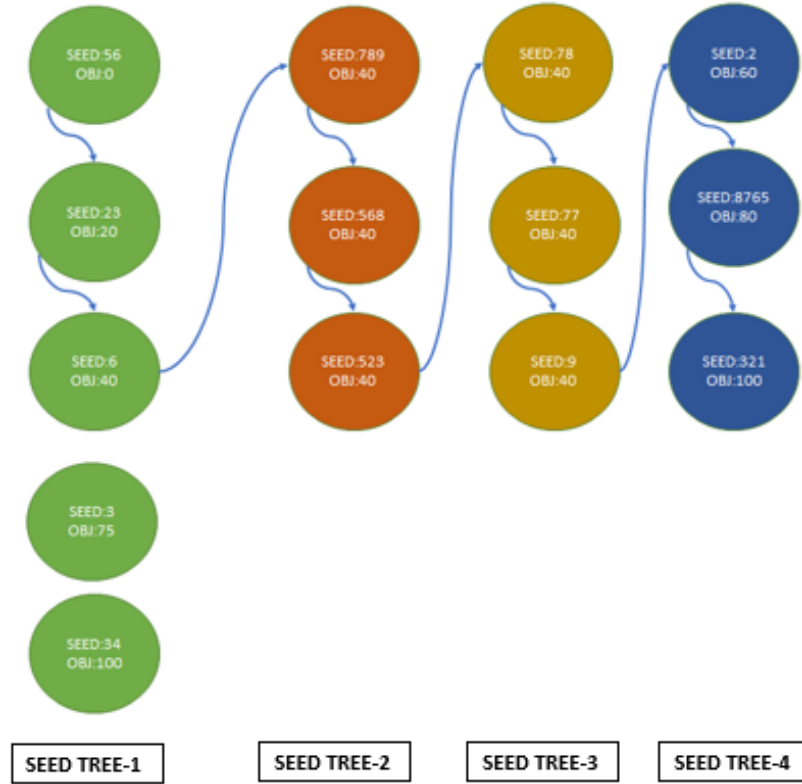 SEED:56
OBJ:0
SEED:23
OBJ:20
SEED:6
OBJ:40
SEED:3
OBJ:75
SEED:34
OBJ:100
SEED TREE-1
SEED:789
OBJ:40
SEED:568
OBJ:40
SEED:523
OBJ:40
SEED TREE-2
SEED:78
OBJ:40
SEED:77
OBJ:40
SEED:9
OBJ:40
SEED TREE-3
SEED:2
OBJ:60
SEED:8765
OBJ:80
SEED:321
OBJ:100
SEED TREE-4